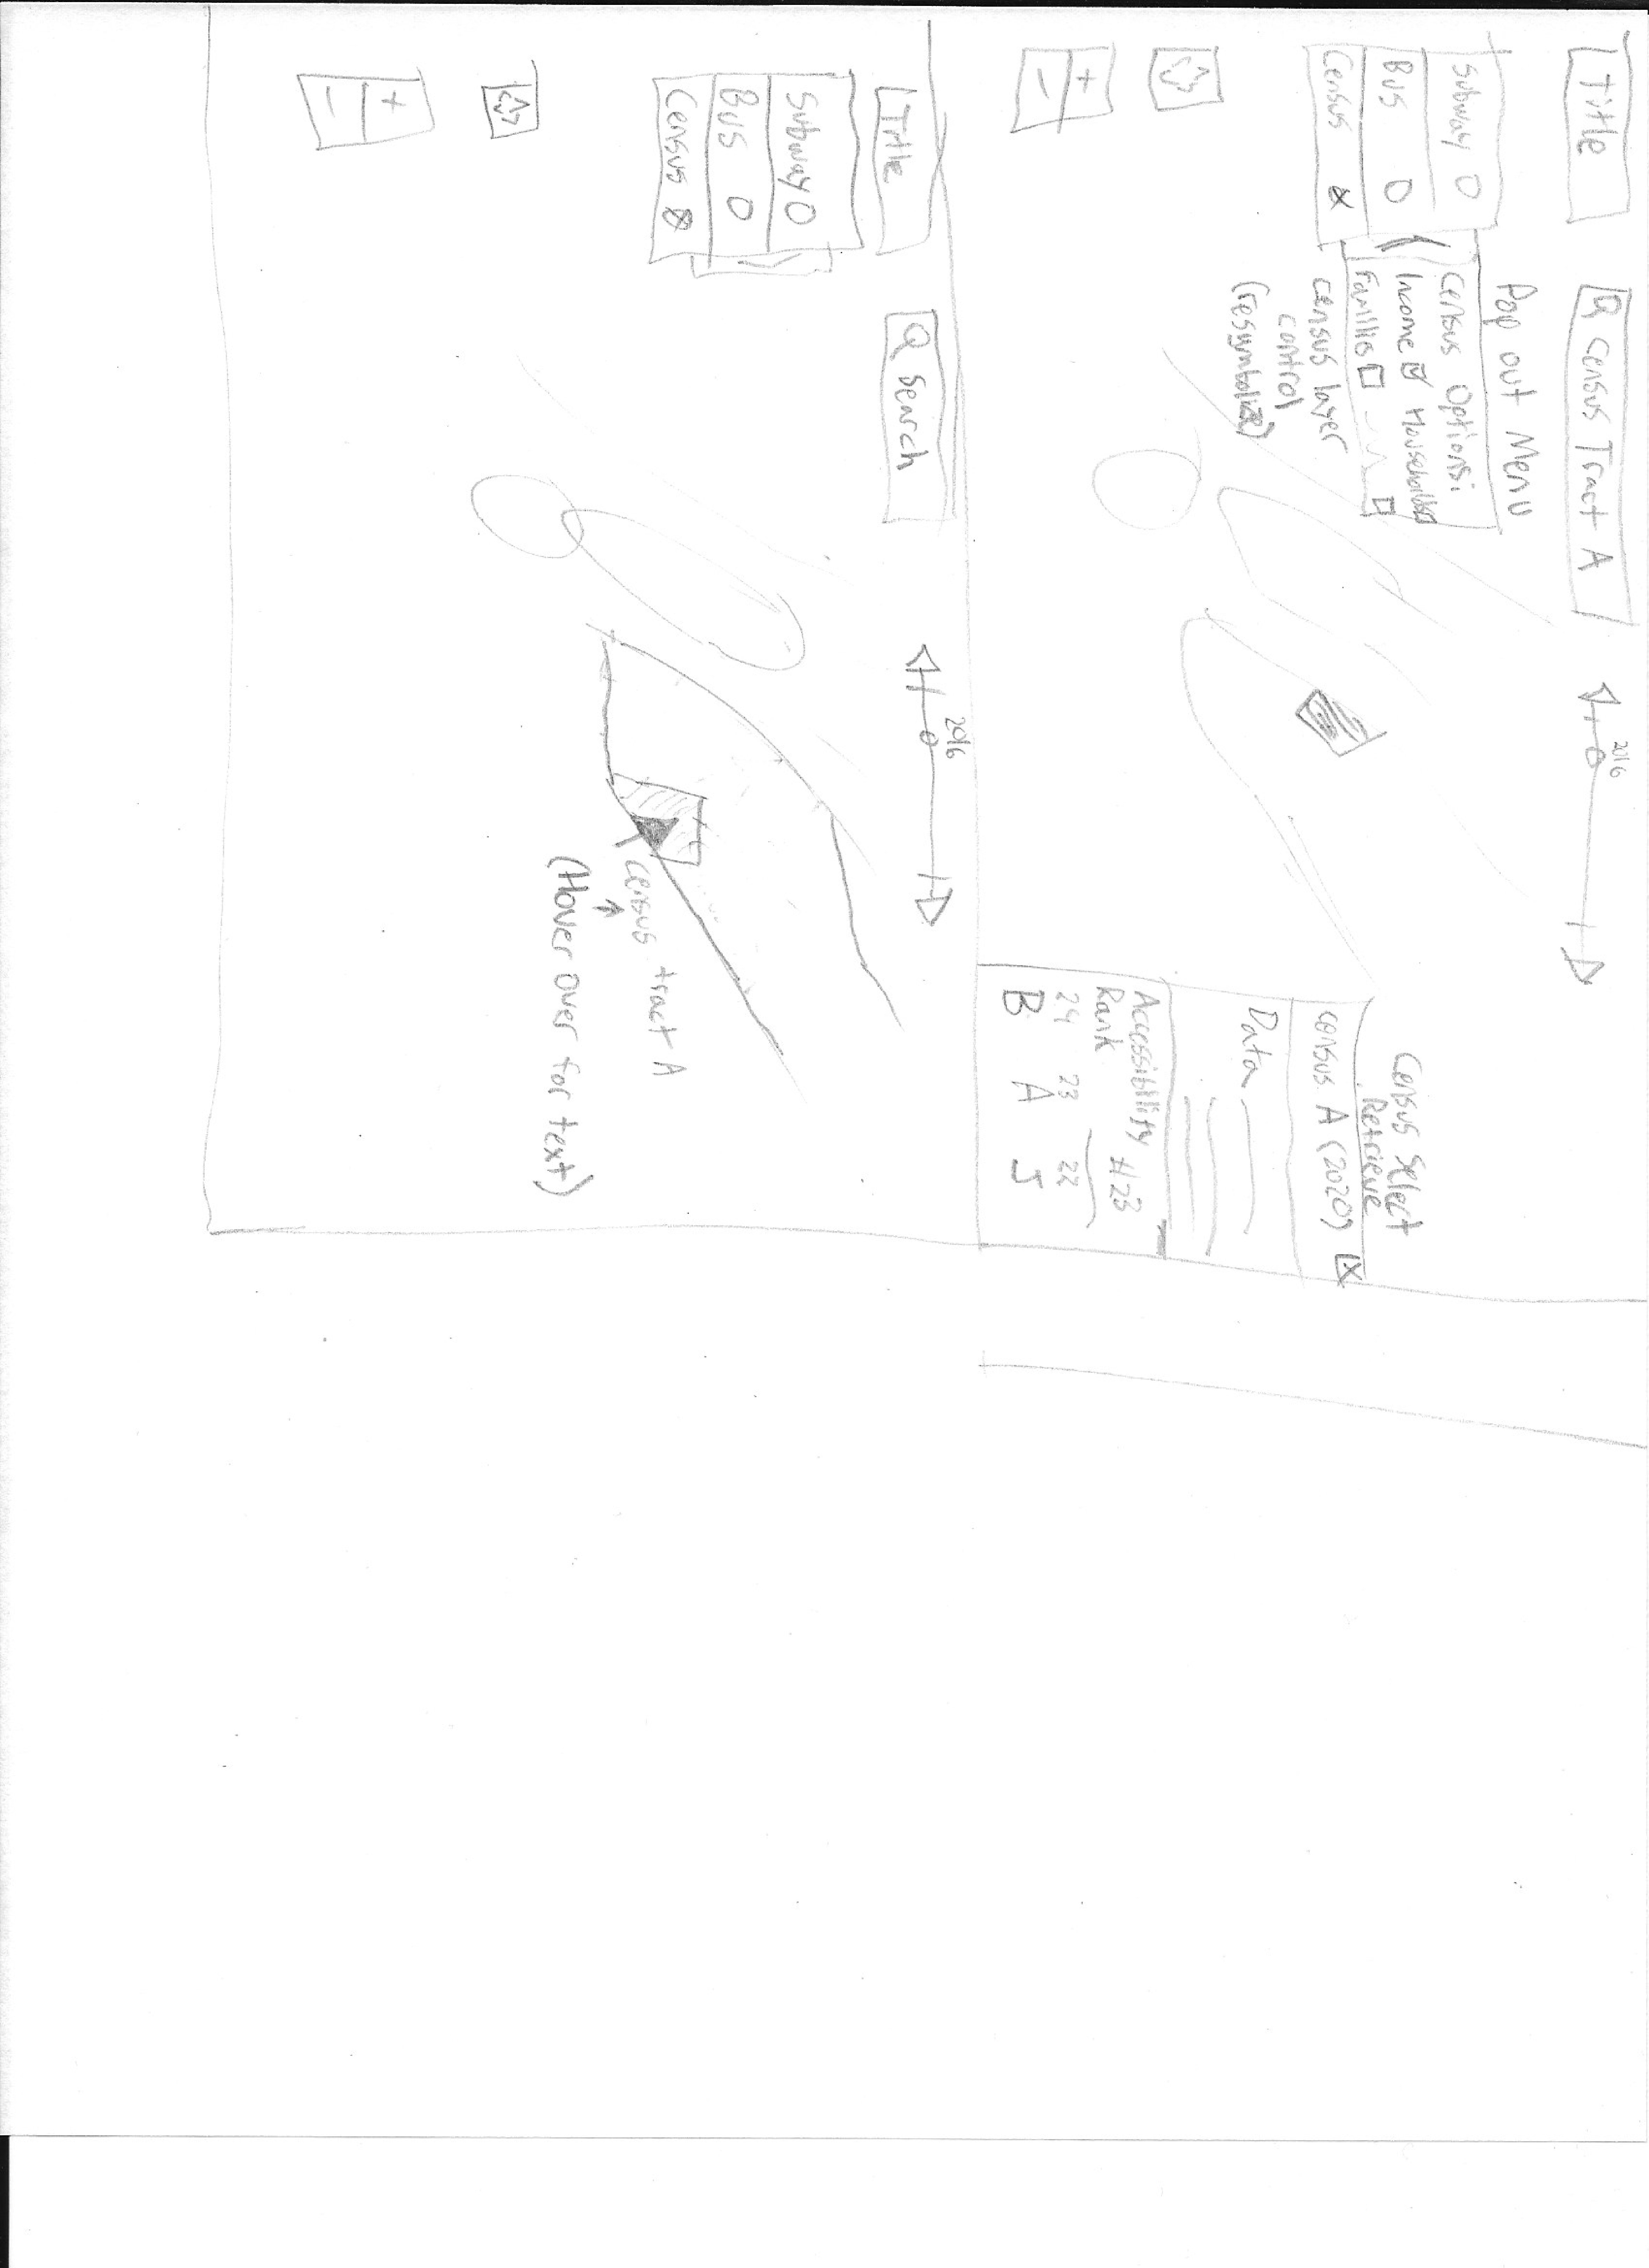 Title
Census Tract A
2016
Pop out Menu
Subway
Bus
Census
Census Options:
Income Households
Families
census layer
control
(resymbolize)
Census Select
Retrieve
census A (2020) X
Data
Accessibility
Rank #23
24 23 22
B A J
+
-
Title
Search
2016
Subway
Bus
Census
census tract A
(Hover over for text)
+
-